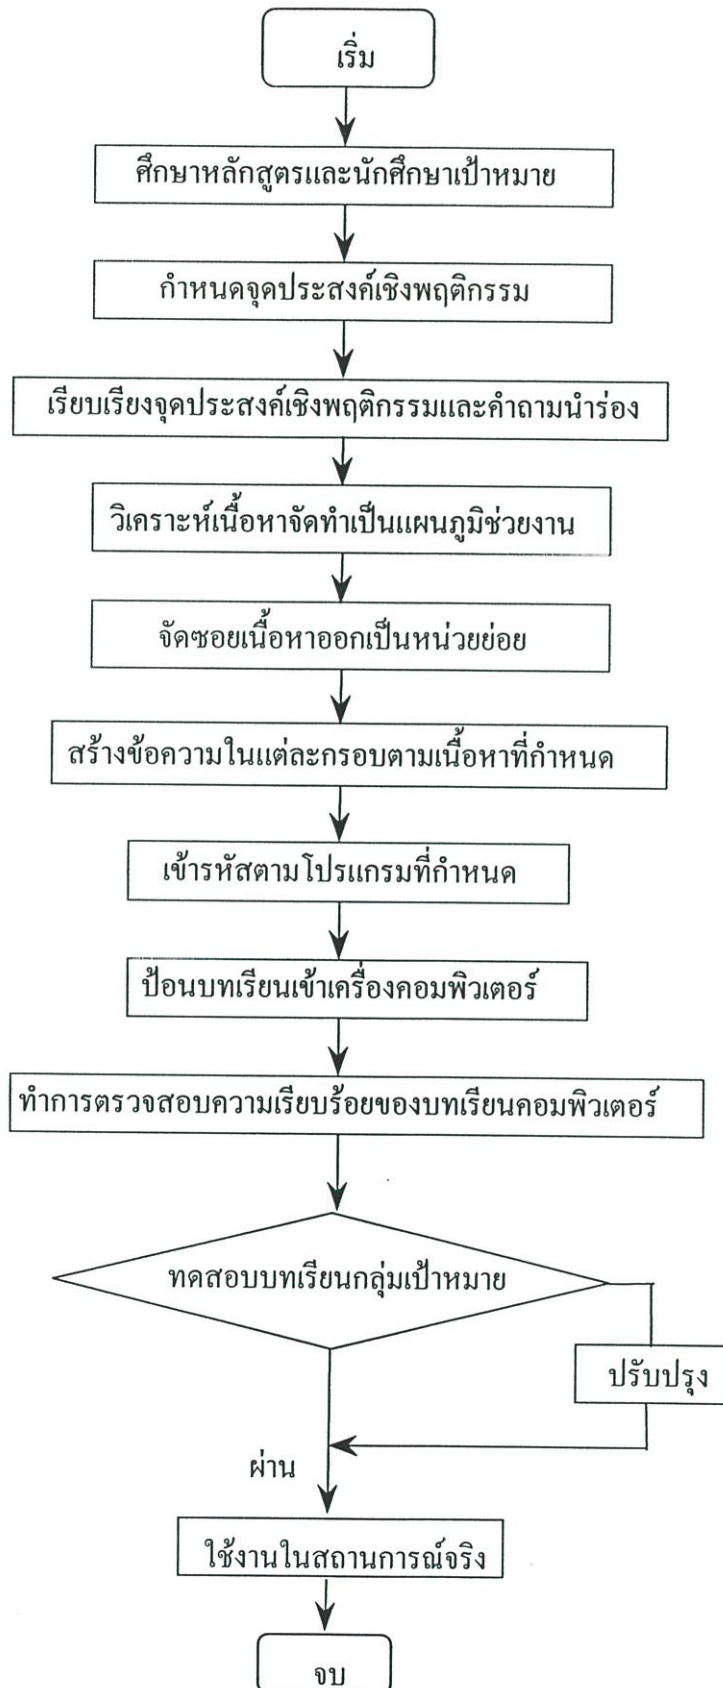 เริ่ม
ศึกษาหลักสูตรและนักศึกษาเป้าหมาย
กำหนดจุดประสงค์เชิงพฤติกรรม
เรียบเรียงจุดประสงค์เชิงพฤติกรรมและคำถามนำร่อง
วิเคราะห์เนื้อหาจัดทำเป็นแผนภูมิช่วยงาน
จัดซอยเนื้อหาออกเป็นหน่วยย่อย
สร้างข้อความในแต่ละกรอบตามเนื้อหาที่กำหนด
เข้ารหัสตามโปรแกรมที่กำหนด
ป้อนบทเรียนเข้าเครื่องคอมพิวเตอร์
ทำการตรวจสอบความเรียบร้อยของบทเรียนคอมพิวเตอร์
ทดสอบบทเรียนกลุ่มเป้าหมาย
ปรับปรุง
ผ่าน
ใช้งานในสถานการณ์จริง
จบ